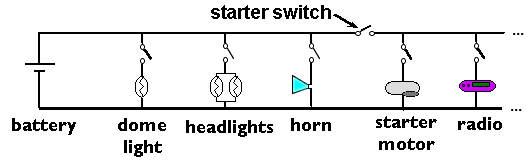 starter switch
...
...
battery
dome
light
headlights
horn
starter
motor
radio